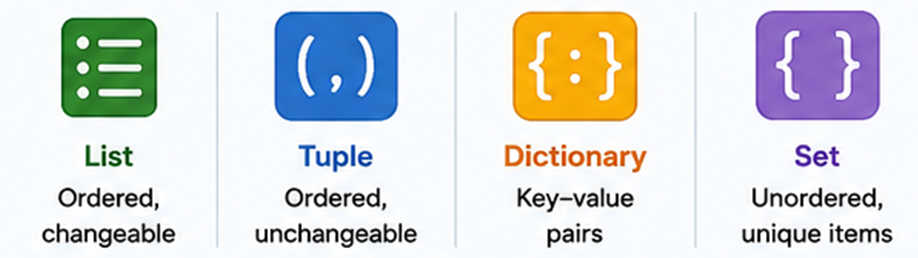 ( , )
{ : }
{ }
List
Ordered,
changeable
Tuple
Ordered,
unchangeable
Dictionary
Key–value
pairs
Set
Unordered,
unique items